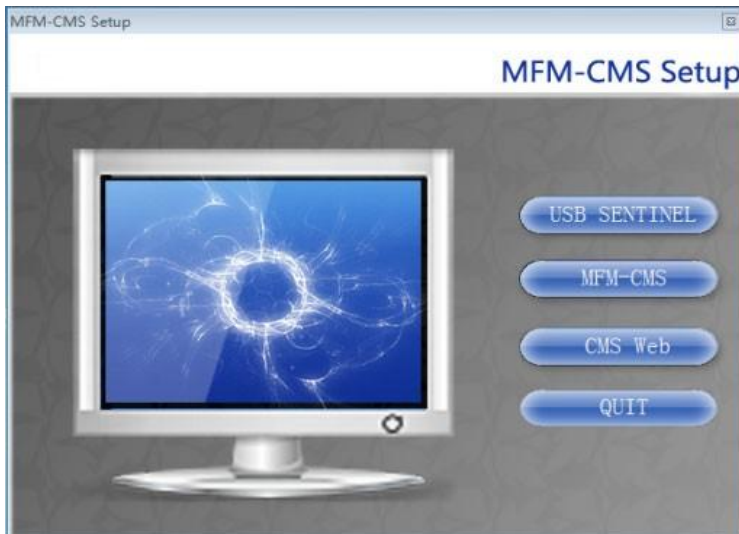 MFM-CMS Setup
MFM-CMS Setup
USB SENTINEL
MFM-CMS
CMS Web
QUIT